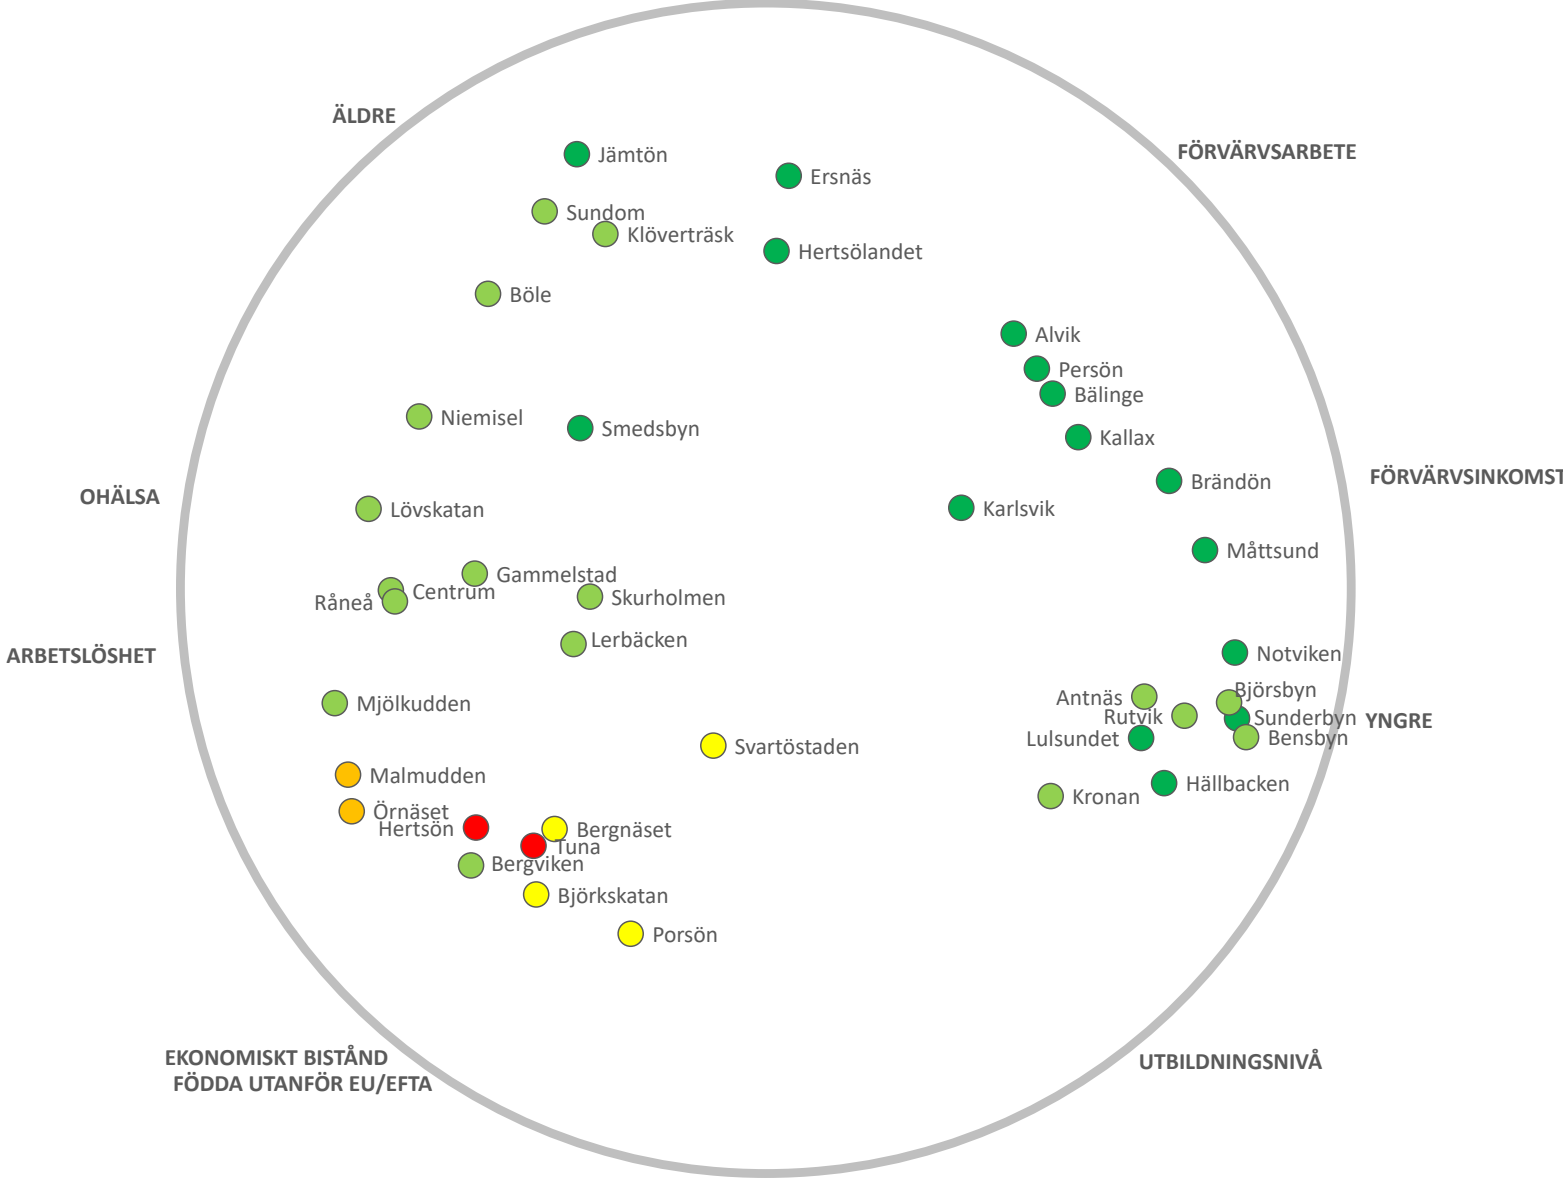 ÄLDRE
FÖRVÄRVSARBETE
Jämtön
Ersnäs
Sundom
Klöverträsk
Hertsölandet
Böle
Alvik
Persön
Bälinge
Niemisel
Smedsbyn
Kallax
FÖRVÄRVSINKOMST
Brändön
OHÄLSA
Lövskatan
Karlsvik
Måttsund
Gammelstad
Centrum
Råneå
Skurholmen
Lerbäcken
ARBETSLÖSHET
Notviken
Björsbyn
Antnäs
Mjölkudden
Rutvik
Sunderbyn
YNGRE
Lulsundet
Bensbyn
Svartöstaden
Malmudden
Hällbacken
Kronan
Örnäset
Hertsön
Bergnäset
Tuna
Bergviken
Björkskatan
Porsön
EKONOMISKT BISTÅND
FÖDDA UTANFÖR EU/EFTA
UTBILDNINGSNIVÅ